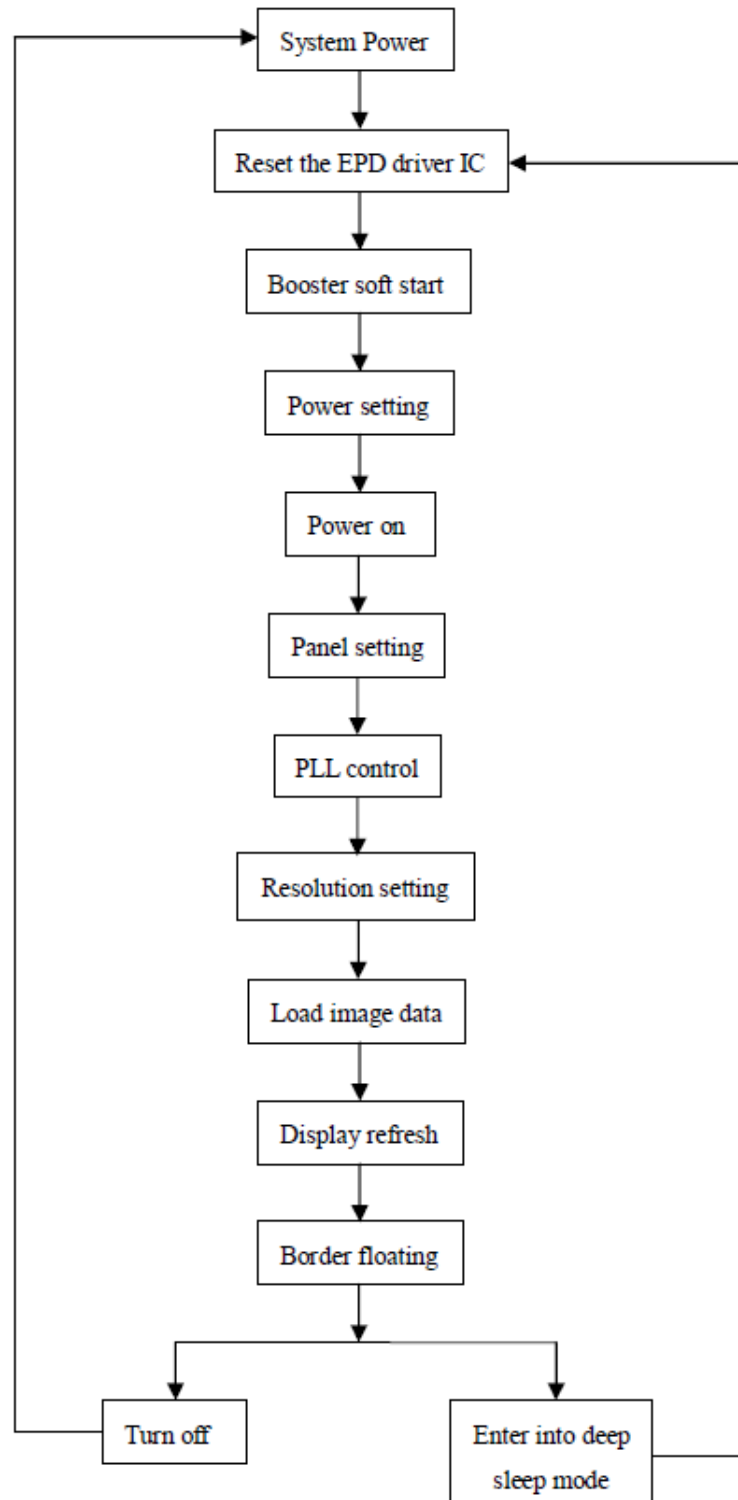 System Power
Reset the EPD driver IC
Booster soft start
Power setting
Power on
Panel setting
PLL control
Resolution setting
Load image data
Display refresh
Border floating
Turn off
Enter into deep
sleep mode